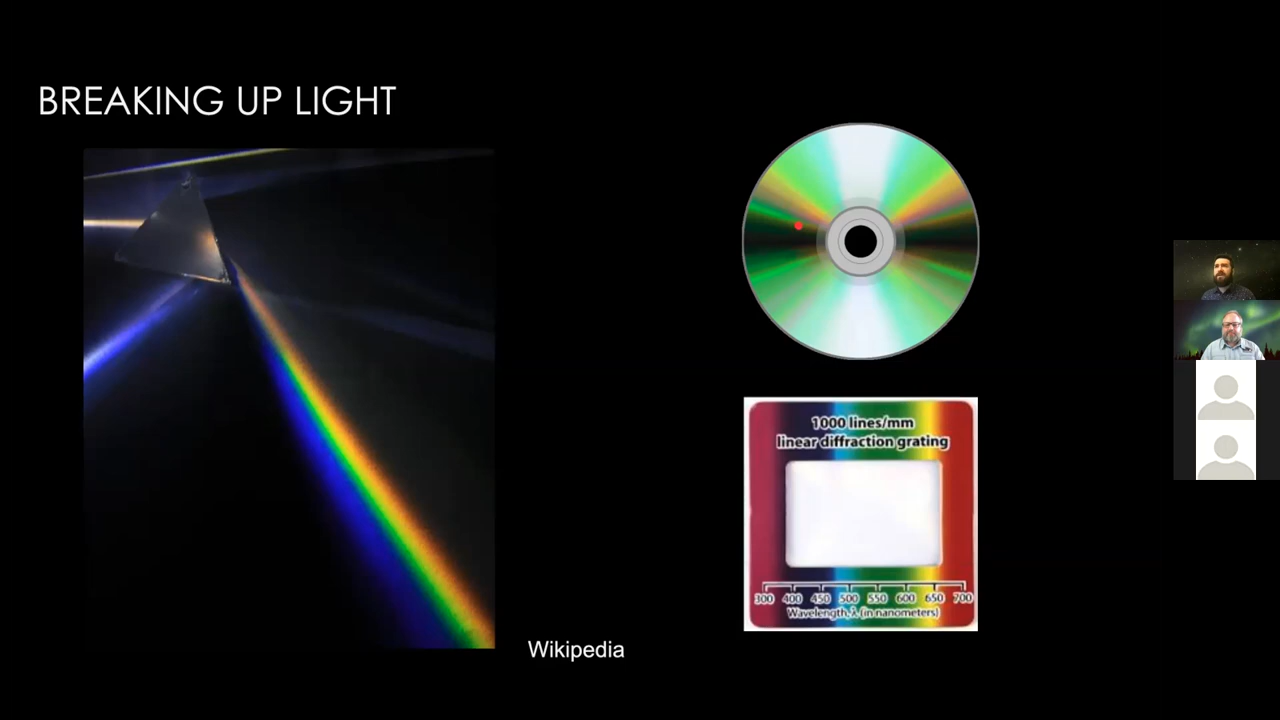 BREAKING UP LIGHT
1000 lines/mm
linear diffraction grating
300 400 450 500 550 600 650 700
Wavelength, λ (in nanometers)
Wikipedia